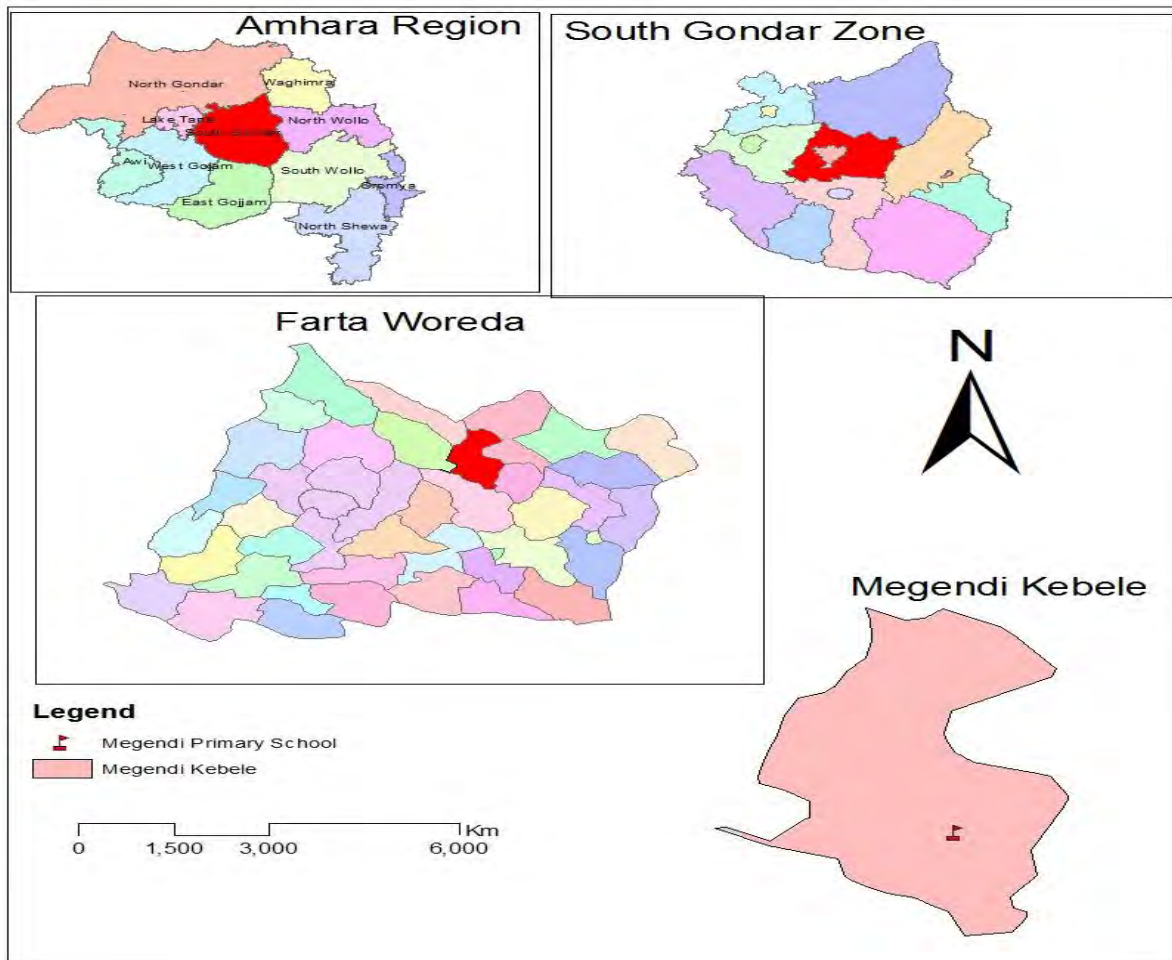 Amhara Region
North Gondar
Waghimra
Lake Tana
South Gondar
North Wollo
Awi
West Gojam
South Wollo
Oromya
East Gojjam
North Shewa
South Gondar Zone
Farta Woreda
N
Megendi Kebele
Legend
Megendi Primary School
Megendi Kebele
Km
0 1,500 3,000 6,000